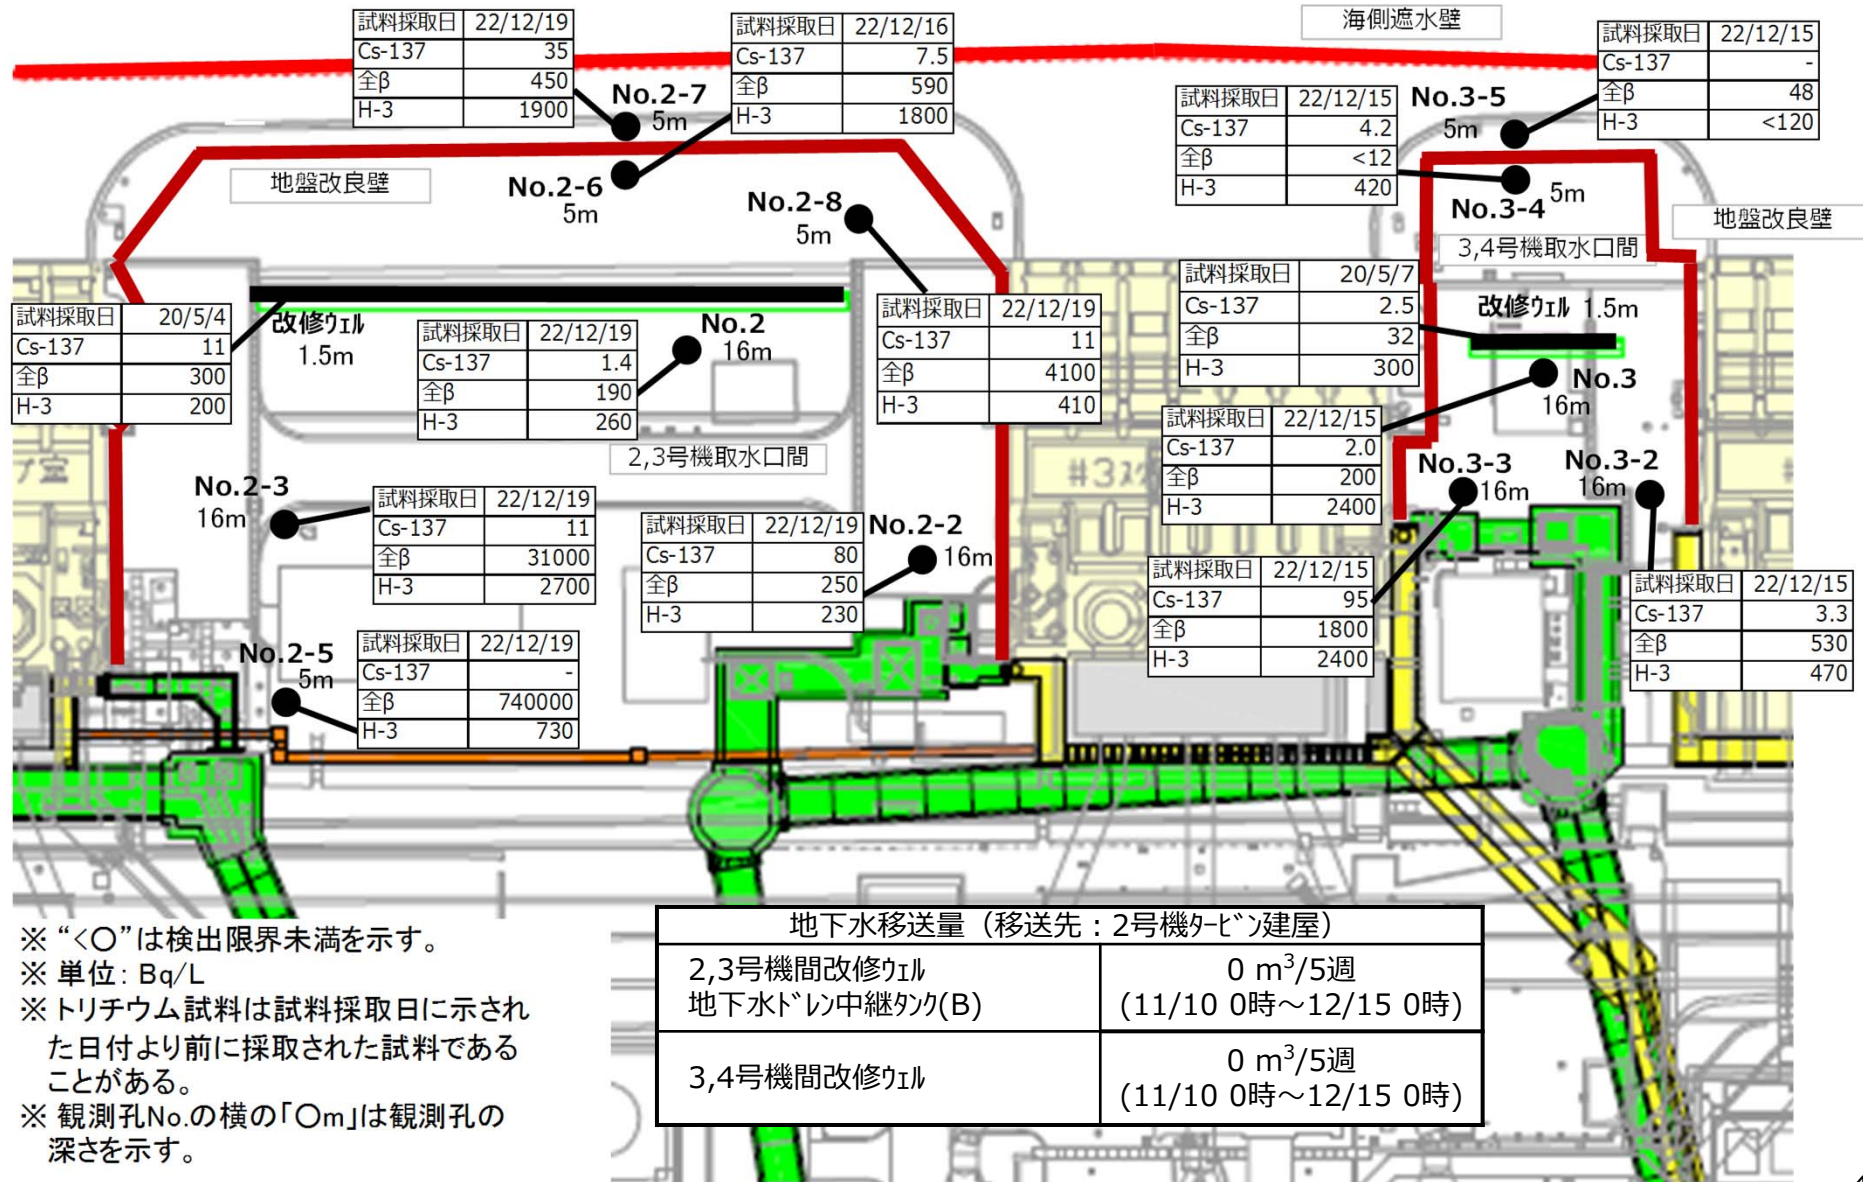 海側遮水壁
試料採取日 22/12/19
Cs-137 35
全β 450
H-3 1900
No.2-7
5m
試料採取日 22/12/16
Cs-137 7.5
全β 590
H-3 1800
No.2-6
5m
地盤改良壁
No.2-8
5m
試料採取日 22/12/15
Cs-137 -
全β 48
H-3 <120
No.3-5
5m
試料採取日 22/12/15
Cs-137 4.2
全β <12
H-3 420
No.3-4
5m
地盤改良壁
3,4号機取水口間
試料採取日 20/5/4
Cs-137 11
全β 300
H-3 200
改修ウェル
1.5m
試料採取日 22/12/19
Cs-137 1.4
全β 190
H-3 260
No.2
16m
試料採取日 22/12/19
Cs-137 11
全β 4100
H-3 410
試料採取日 20/5/7
Cs-137 2.5
全β 32
H-3 300
改修ウェル 1.5m
No.3
16m
試料採取日 22/12/15
Cs-137 2.0
全β 200
H-3 2400
2,3号機取水口間
No.2-3
16m
試料採取日 22/12/19
Cs-137 11
全β 31000
H-3 2700
試料採取日 22/12/19
Cs-137 80
全β 250
H-3 230
No.2-2
16m
No.3-3
16m
No.3-2
16m
試料採取日 22/12/15
Cs-137 95
全β 1800
H-3 2400
試料採取日 22/12/15
Cs-137 3.3
全β 530
H-3 470
No.2-5
5m
試料採取日 22/12/19
Cs-137 -
全β 740000
H-3 730
※ “<○”は検出限界未満を示す。
※ 単位: Bq/L
※ トリチウム試料は試料採取日に示され
た日付より前に採取された試料である
ことがある。
※ 観測孔No.の横の「○m」は観測孔の
深さを示す。
地下水移送量（移送先：2号機ﾀｰﾋﾞﾝ建屋）
2,3号機間改修ｳｪﾙ
地下水ﾄﾞﾚﾝ中継ﾀﾝｸ(B)
0 m³/5週
(11/10 0時～12/15 0時)
3,4号機間改修ｳｪﾙ
0 m³/5週
(11/10 0時～12/15 0時)